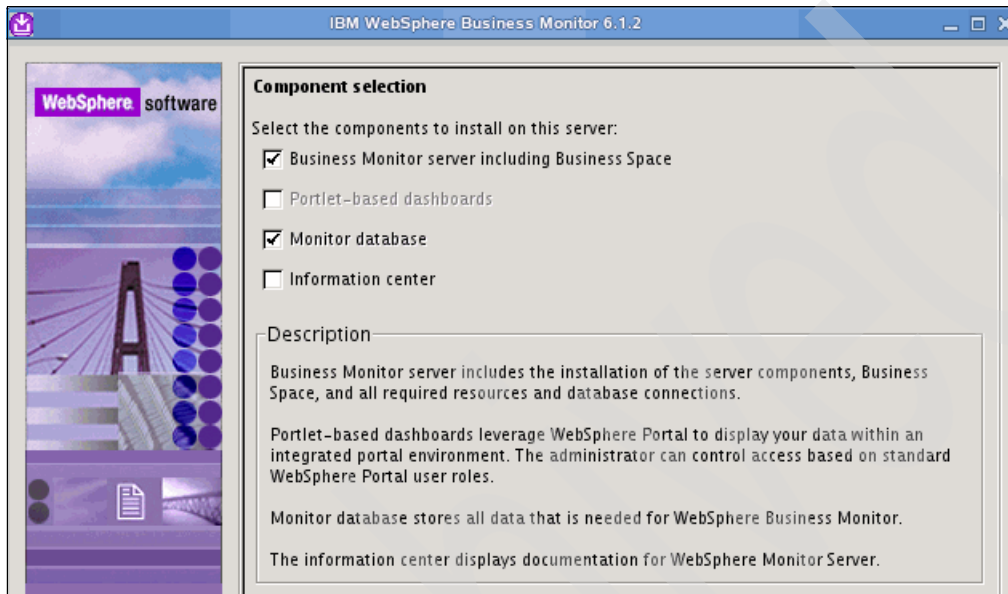 IBM WebSphere Business Monitor 6.1.2
WebSphere software
Component selection
Select the components to install on this server:
Business Monitor server including Business Space
Portlet-based dashboards
Monitor database
Information center
Description
Business Monitor server includes the installation of the server components, Business
Space, and all required resources and database connections.
Portlet-based dashboards leverage WebSphere Portal to display your data within an
integrated portal environment. The administrator can control access based on standard
WebSphere Portal user roles.
Monitor database stores all data that is needed for WebSphere Business Monitor.
The information center displays documentation for WebSphere Monitor Server.